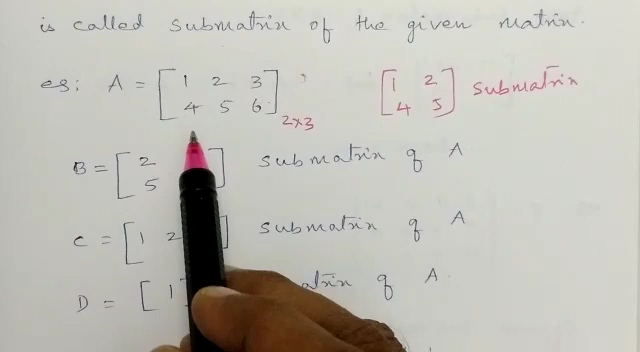 is called submatrix of the given matrix.
eg: A = [1 2 3 4 5 6] 2x3 , [1 2 4 5] submatrix
B = [2 5 ] submatrix of A
C = [1 2 ] submatrix of A
D = [1 of A.